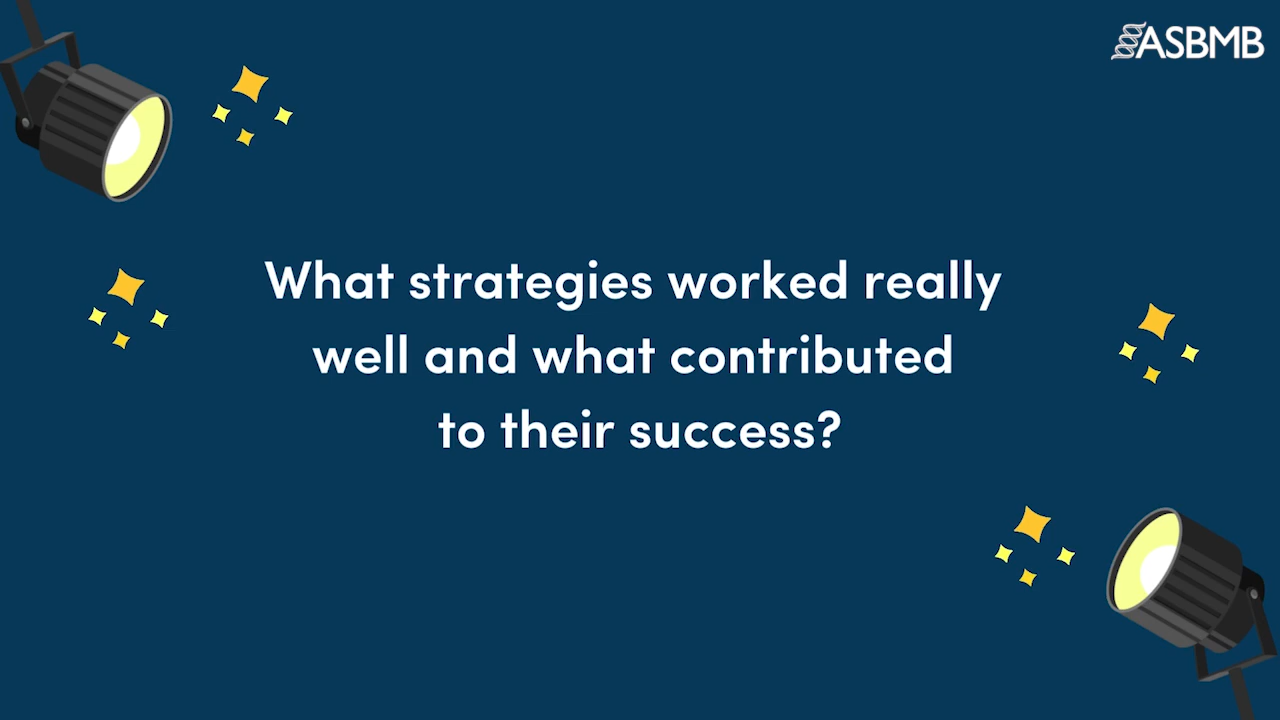 ASBMB
What strategies worked really
well and what contributed
to their success?